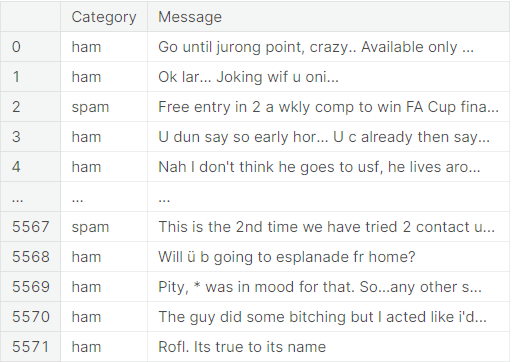 Category Message
0 ham Go until jurong point, crazy.. Available only ...
1 ham Ok lar... Joking wif u oni...
2 spam Free entry in 2 a wkly comp to win FA Cup fina...
3 ham U dun say so early hor... U c already then say...
4 ham Nah I don't think he goes to usf, he lives aro...
... ... ...
5567 spam This is the 2nd time we have tried 2 contact u...
5568 ham Will ü b going to esplanade fr home?
5569 ham Pity, * was in mood for that. So...any other s...
5570 ham The guy did some bitching but I acted like i'd...
5571 ham Rofl. Its true to its name